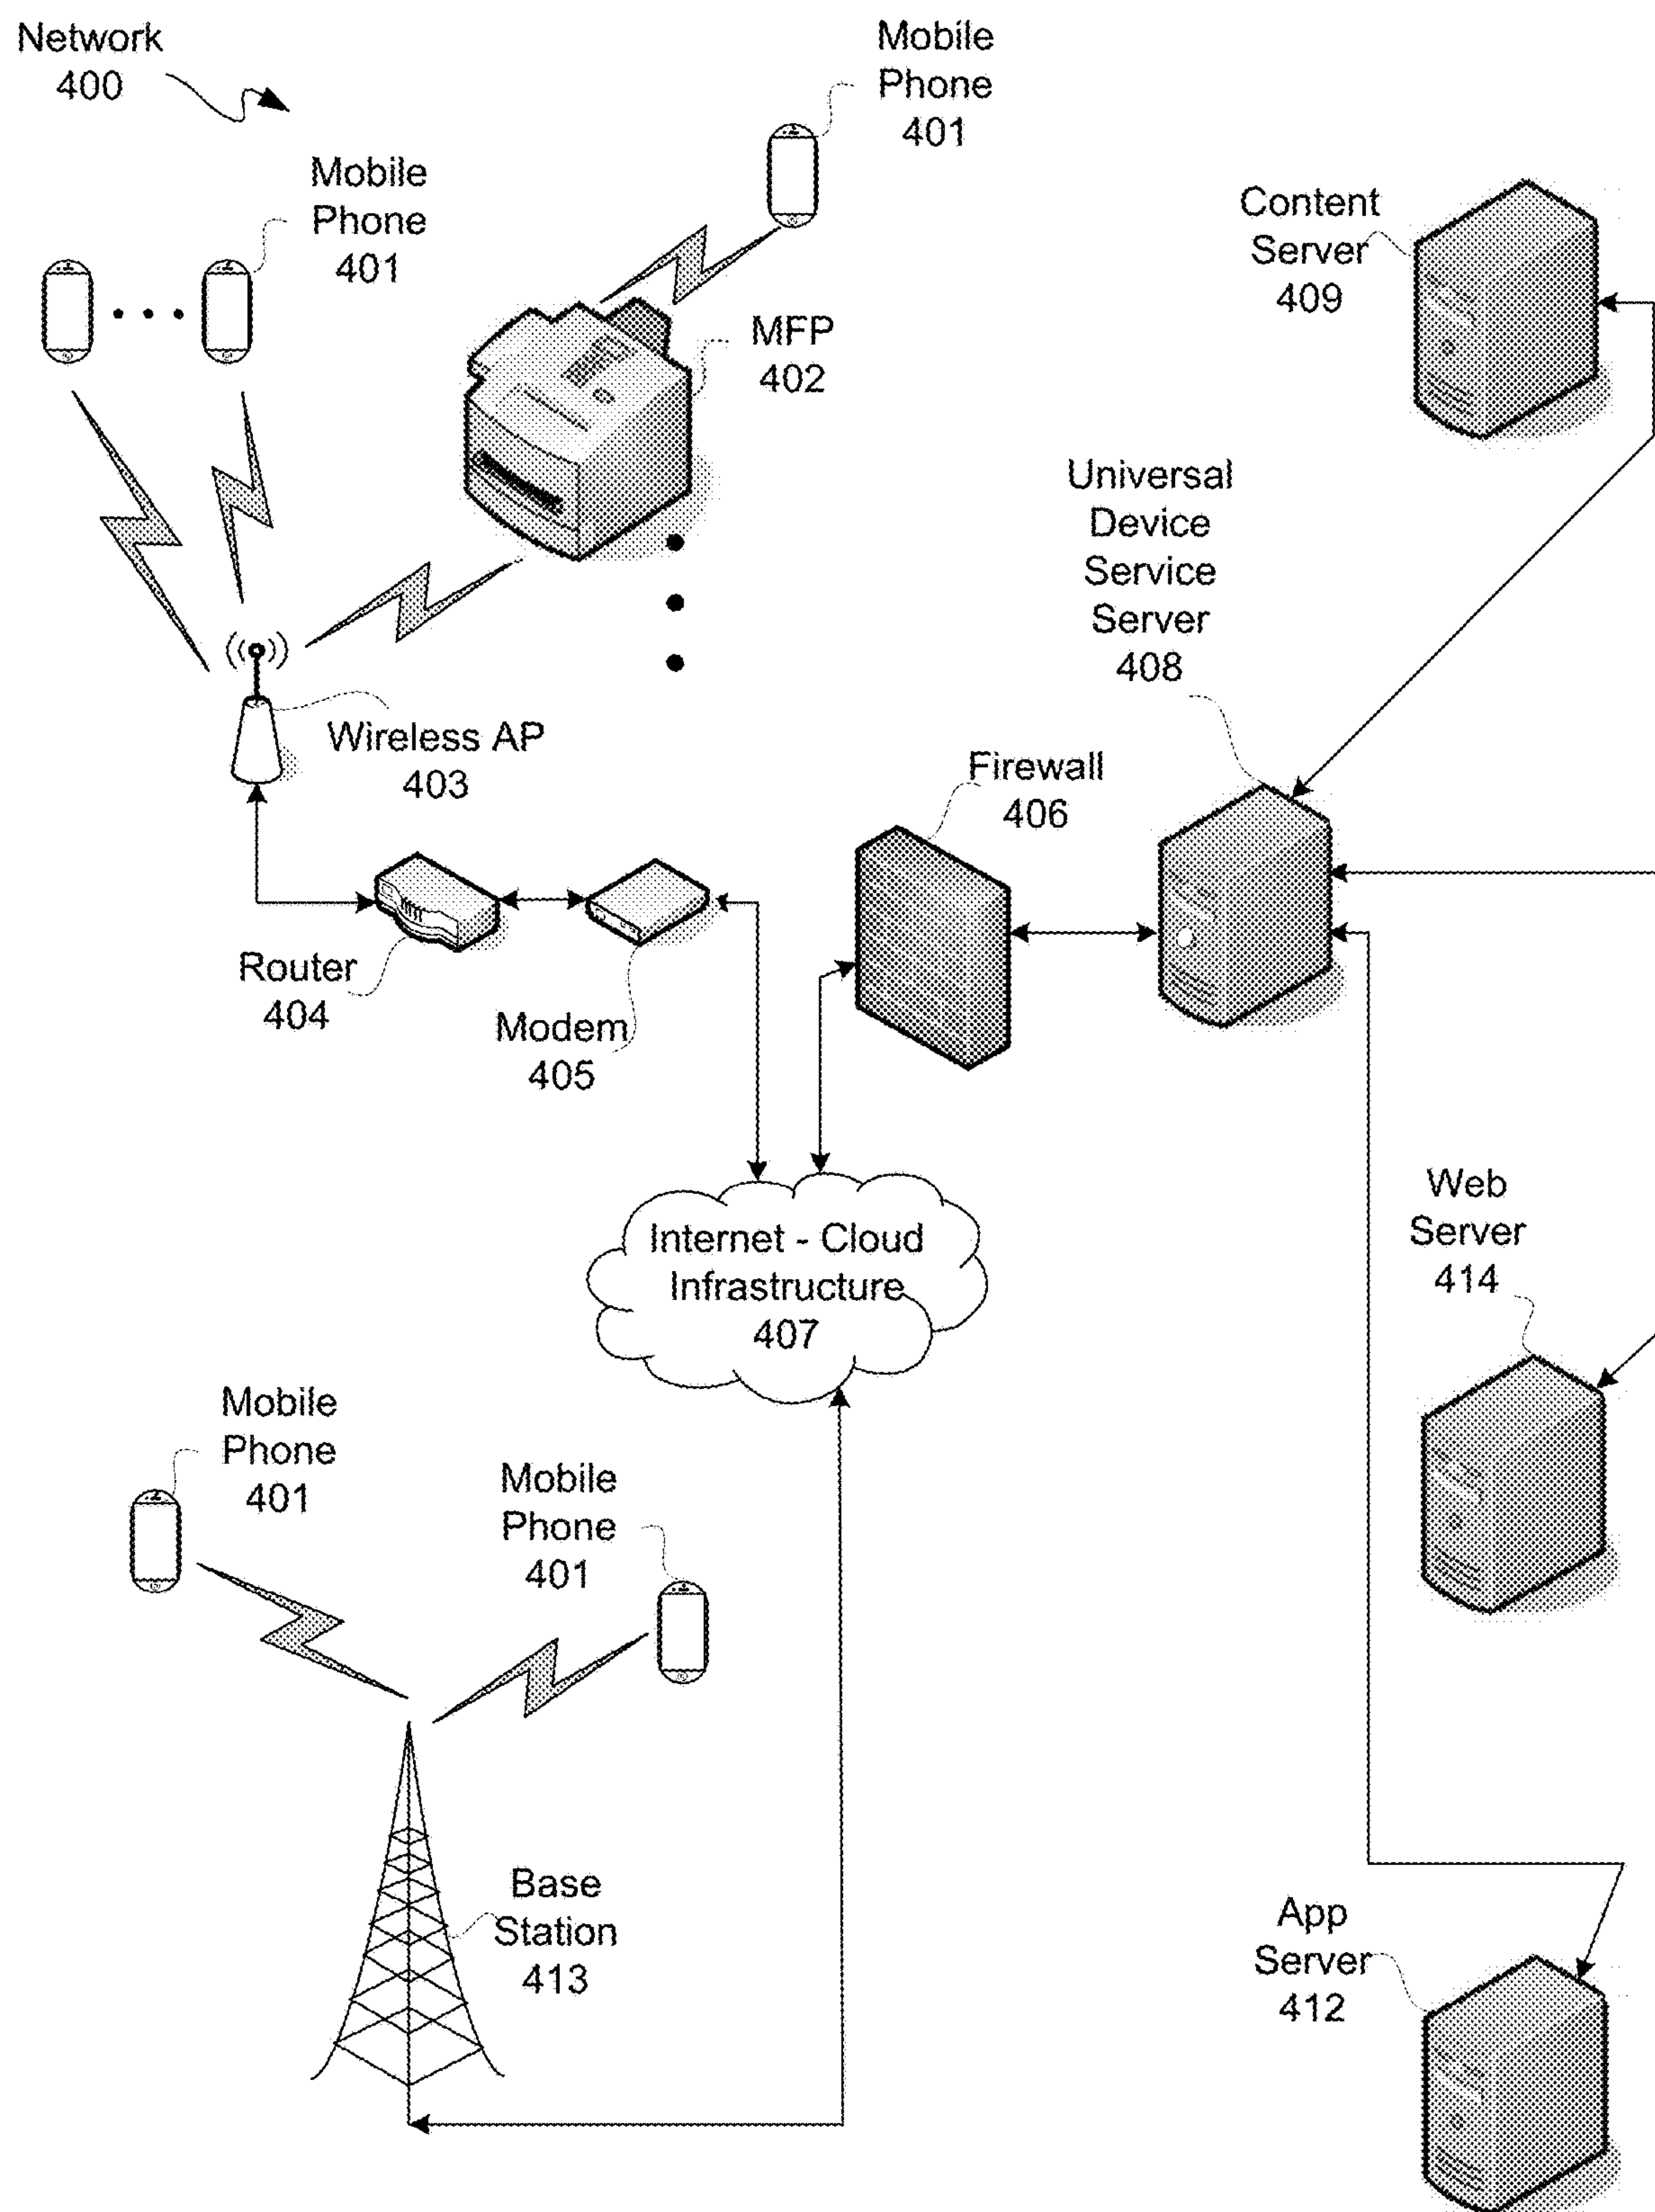 Network
400
Mobile
Phone
401
Mobile
Phone
401
MFP
402
Content
Server
409
Universal
Device
Service
Server
408
Wireless AP
403
Firewall
406
Router
404
Modem
405
Internet - Cloud
Infrastructure
407
Web
Server
414
Mobile
Phone
401
Mobile
Phone
401
Base
Station
413
App
Server
412